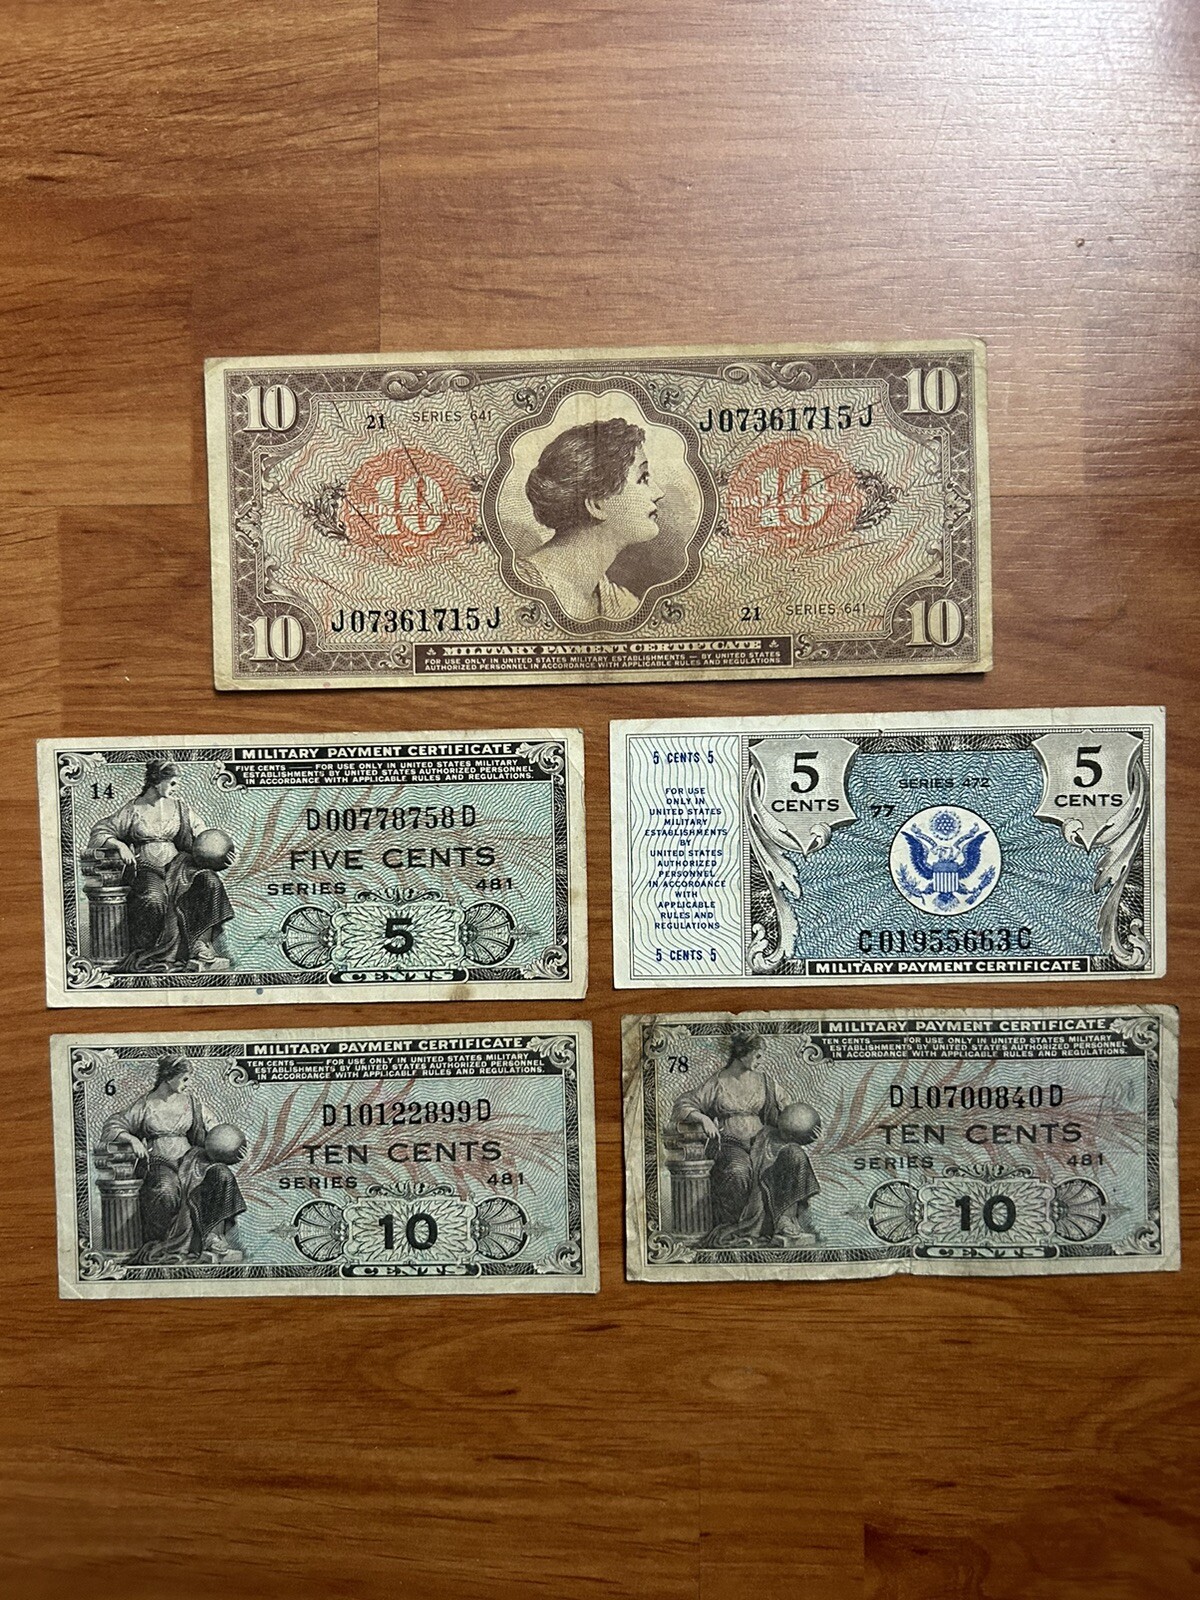 10
10
21 SERIES 641
J07361715J
10
10
J07361715J
21 SERIES 641
10
10
MILITARY PAYMENT CERTIFICATE
FOR USE ONLY IN UNITED STATES MILITARY ESTABLISHMENTS — BY UNITED STATES
AUTHORIZED PERSONNEL IN ACCORDANCE WITH APPLICABLE RULES AND REGULATIONS.
MILITARY PAYMENT CERTIFICATE
FIVE CENTS — FOR USE ONLY IN UNITED STATES MILITARY
ESTABLISHMENTS BY UNITED STATES AUTHORIZED PERSONNEL
IN ACCORDANCE WITH APPLICABLE RULES AND REGULATIONS.
14
D00778758D
FIVE CENTS
SERIES 481
5
CENTS
5 CENTS 5
FOR USE
ONLY IN
UNITED STATES
MILITARY
ESTABLISHMENTS
BY
UNITED STATES
AUTHORIZED
PERSONNEL
IN ACCORDANCE
WITH
APPLICABLE
RULES AND
REGULATIONS
5 CENTS 5
5
CENTS
SERIES 472
77
5
CENTS
C01955663C
MILITARY PAYMENT CERTIFICATE
MILITARY PAYMENT CERTIFICATE
TEN CENTS — FOR USE ONLY IN UNITED STATES MILITARY
ESTABLISHMENTS BY UNITED STATES AUTHORIZED PERSONNEL
IN ACCORDANCE WITH APPLICABLE RULES AND REGULATIONS.
6
D10122899D
TEN CENTS
SERIES 481
10
CENTS
MILITARY PAYMENT CERTIFICATE
TEN CENTS — FOR USE ONLY IN UNITED STATES MILITARY
ESTABLISHMENTS BY UNITED STATES AUTHORIZED PERSONNEL
IN ACCORDANCE WITH APPLICABLE RULES AND REGULATIONS.
78
D10700840D
TEN CENTS
SERIES 481
10
CENTS